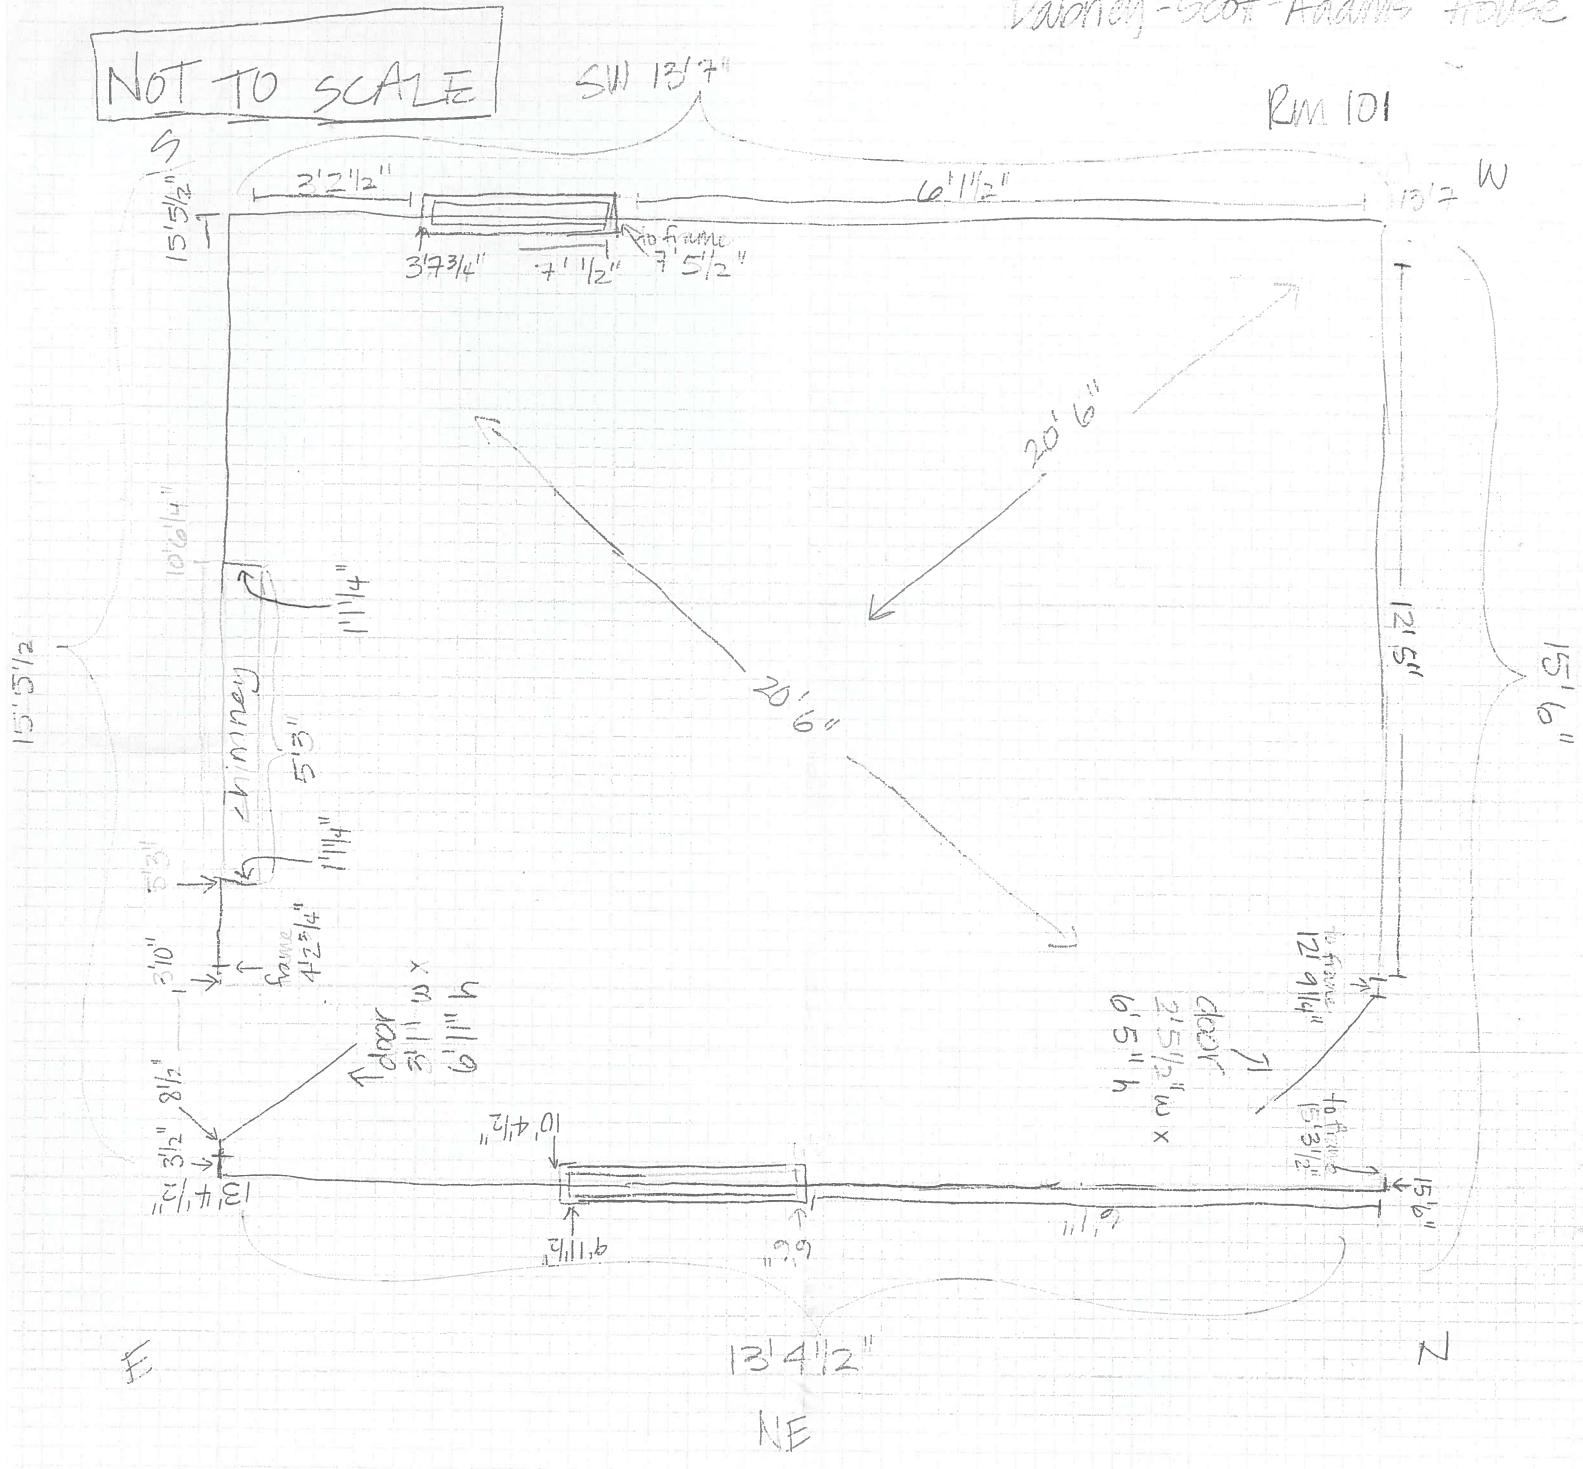 Dabney-Scott-Adams House
NOT TO SCALE
SW 13'7"
Rm 101
S
W
15'5½"
3'2½"
6'1½"
13'7
to frame
3'7¾"
7'½"
7'5½"
20'6"
10'6¼"
1'1¼"
12'5"
15'6"
15'5½
chimney
5'3"
20'6"
1'1¼"
5'3"
3'10"
frame
4'2¾"
door
3'1" w x
6'11" h
to frame
12'9¼"
door
2'5½" w x
6'5" h
8½"
3½"
13'4½"
10'4½"
to frame
15'3½"
15'6"
9'11½"
6'6"
6'1"
E
13'4½"
N
NE